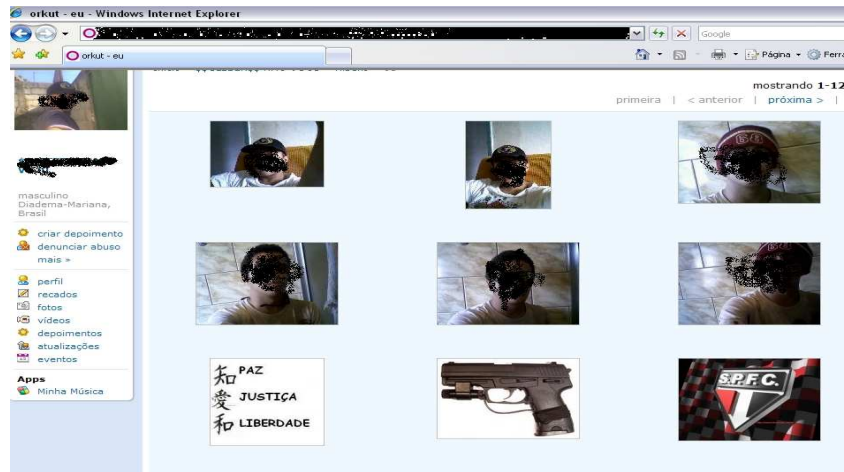 orkut - eu - Windows Internet Explorer
Google
orkut - eu
Página
Ferra
mostrando 1-12
primeira | < anterior | próxima > |
masculino
Diadema-Mariana,
Brasil
criar depoimento
denunciar abuso
mais »
perfil
recados
fotos
vídeos
depoimentos
atualizações
eventos
Apps
Minha Música
68
知 PAZ
愛 JUSTIÇA
和 LIBERDADE
S.P.F.C.